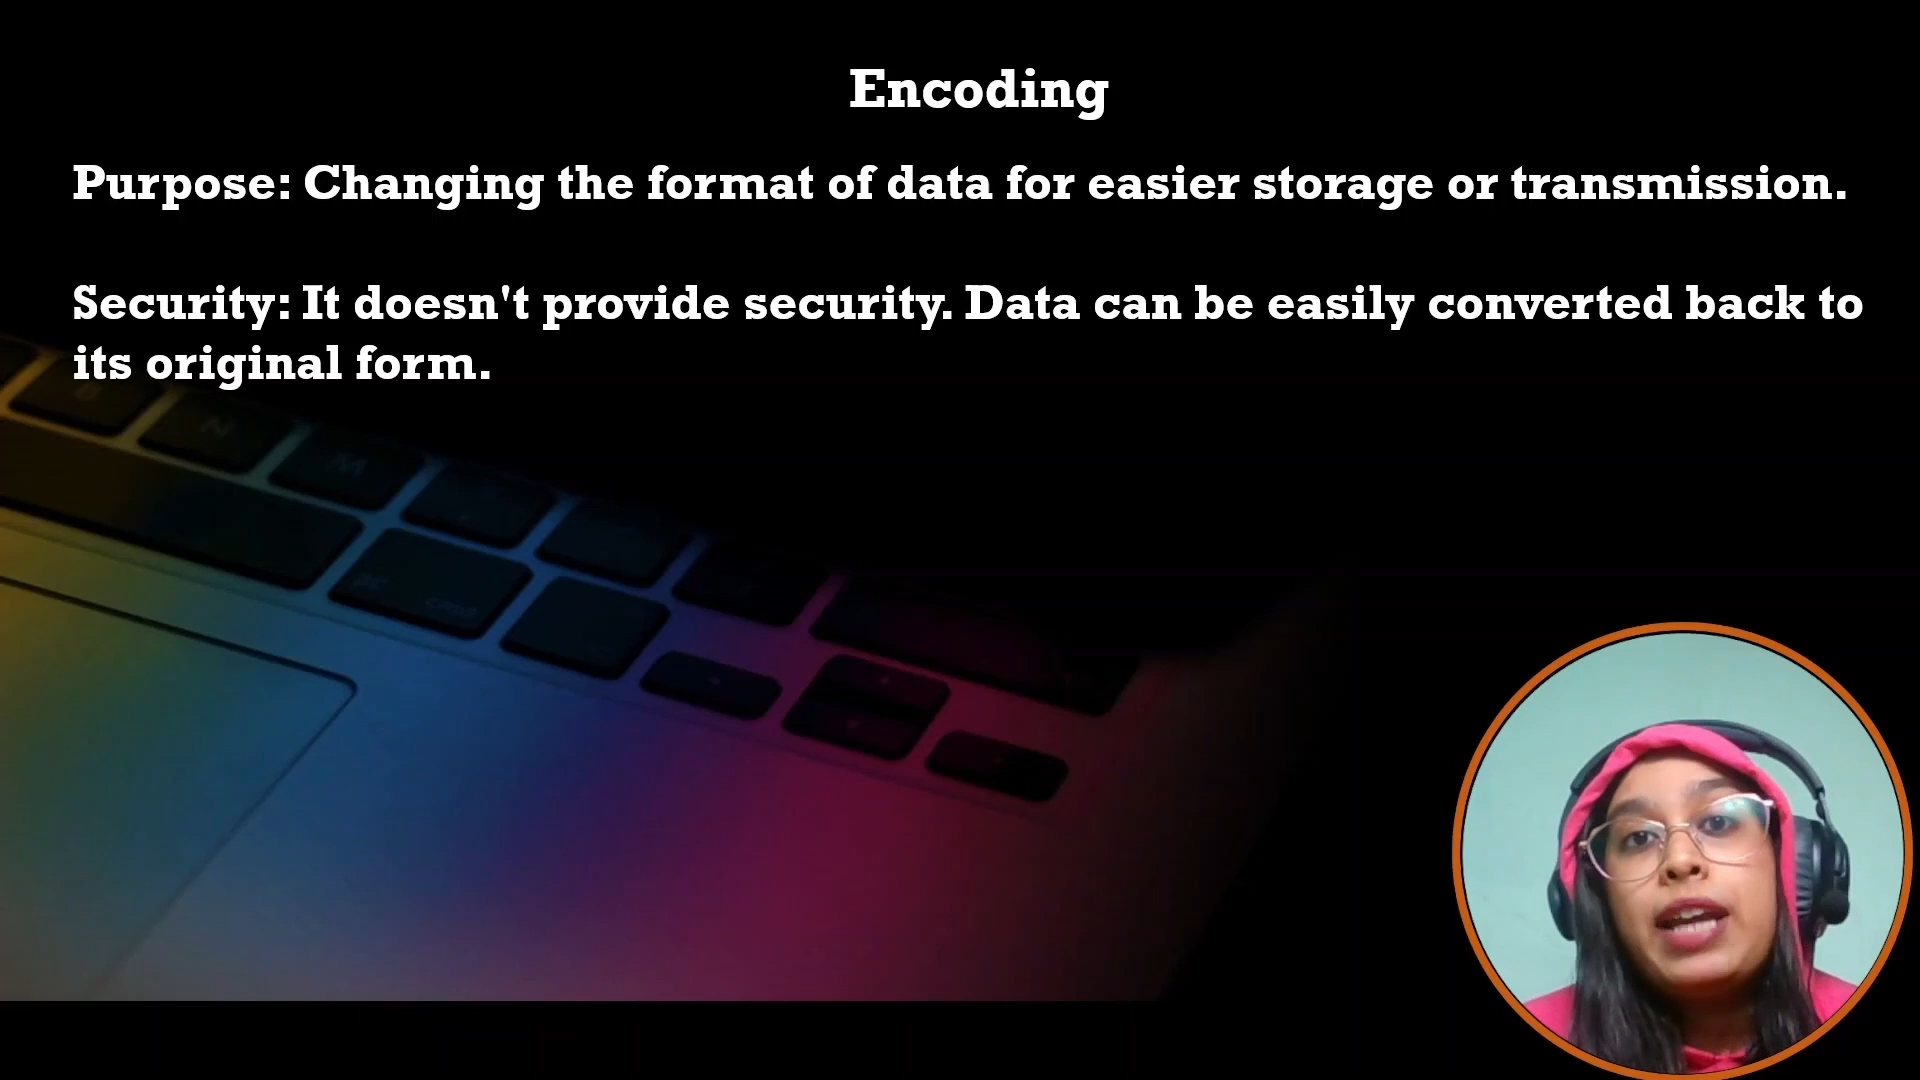 Encoding
Purpose: Changing the format of data for easier storage or transmission.
Security: It doesn't provide security. Data can be easily converted back to
its original form.
N
M